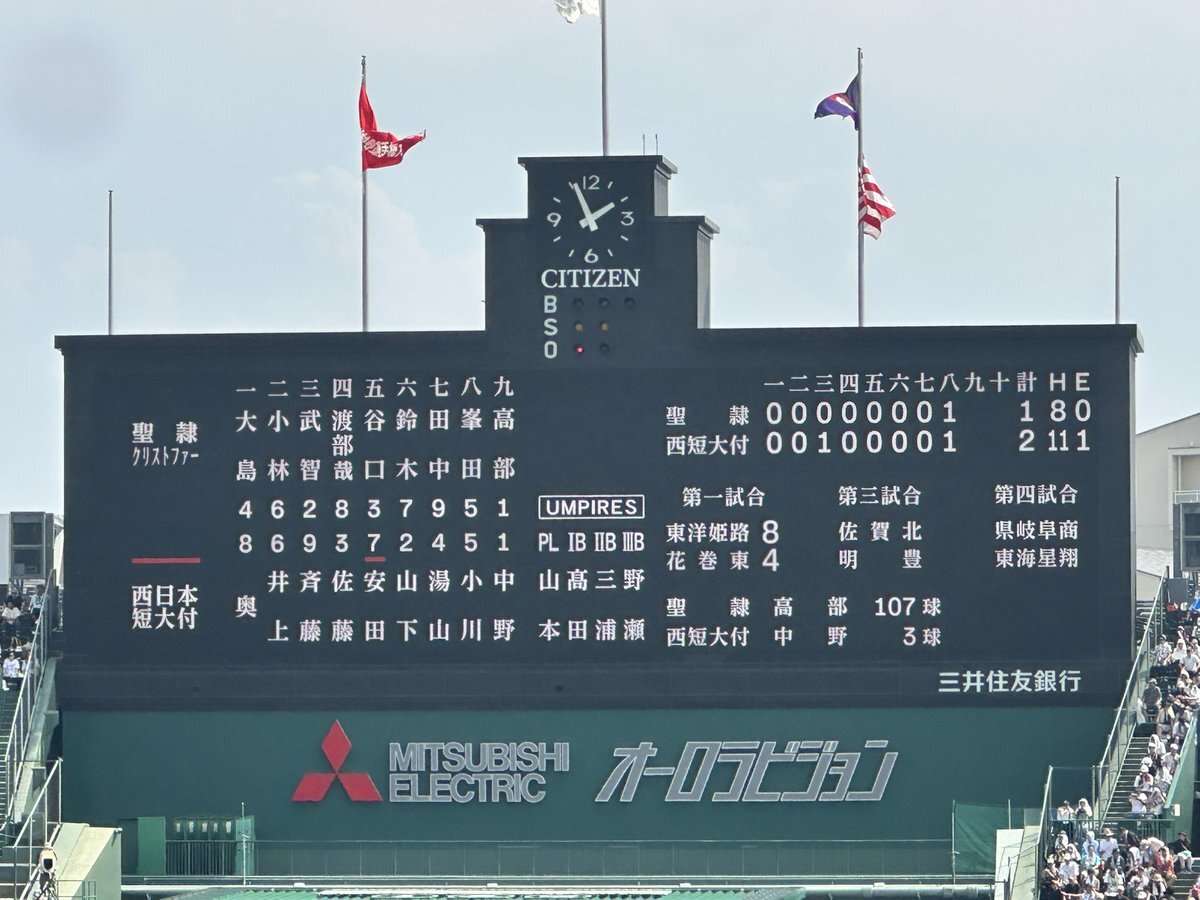 12
9 3
6
CITIZEN
B
S
O
一 二 三 四 五 六 七 八 九
聖隷
クリストファー
大 小 武 渡部 谷 鈴 田 峯 高
島 林 智 哉 口 木 中 田 部
4 6 2 8 3 7 9 5 1
8 6 9 3 7 2 4 5 1
西日本
短大付
奥 井 斉 佐 安 山 湯 小 中
上 藤 藤 田 下 山 川 野
UMPIRES
PL IB IIB IIIB
山 高 三 野
本 田 浦 瀬
一 二 三 四 五 六 七 八 九 十 計 H E
聖隷 0 0 0 0 0 0 0 1 1 8 0
西短大付 0 0 1 0 0 0 0 1 2 11 1
第一試合 第三試合 第四試合
東洋姫路 8 佐賀北 県岐阜商
花巻東 4 明豊 東海星翔
聖隷 高部 107球
西短大付 中野 3球
三井住友銀行
MITSUBISHI
ELECTRIC
オーロラビジョン